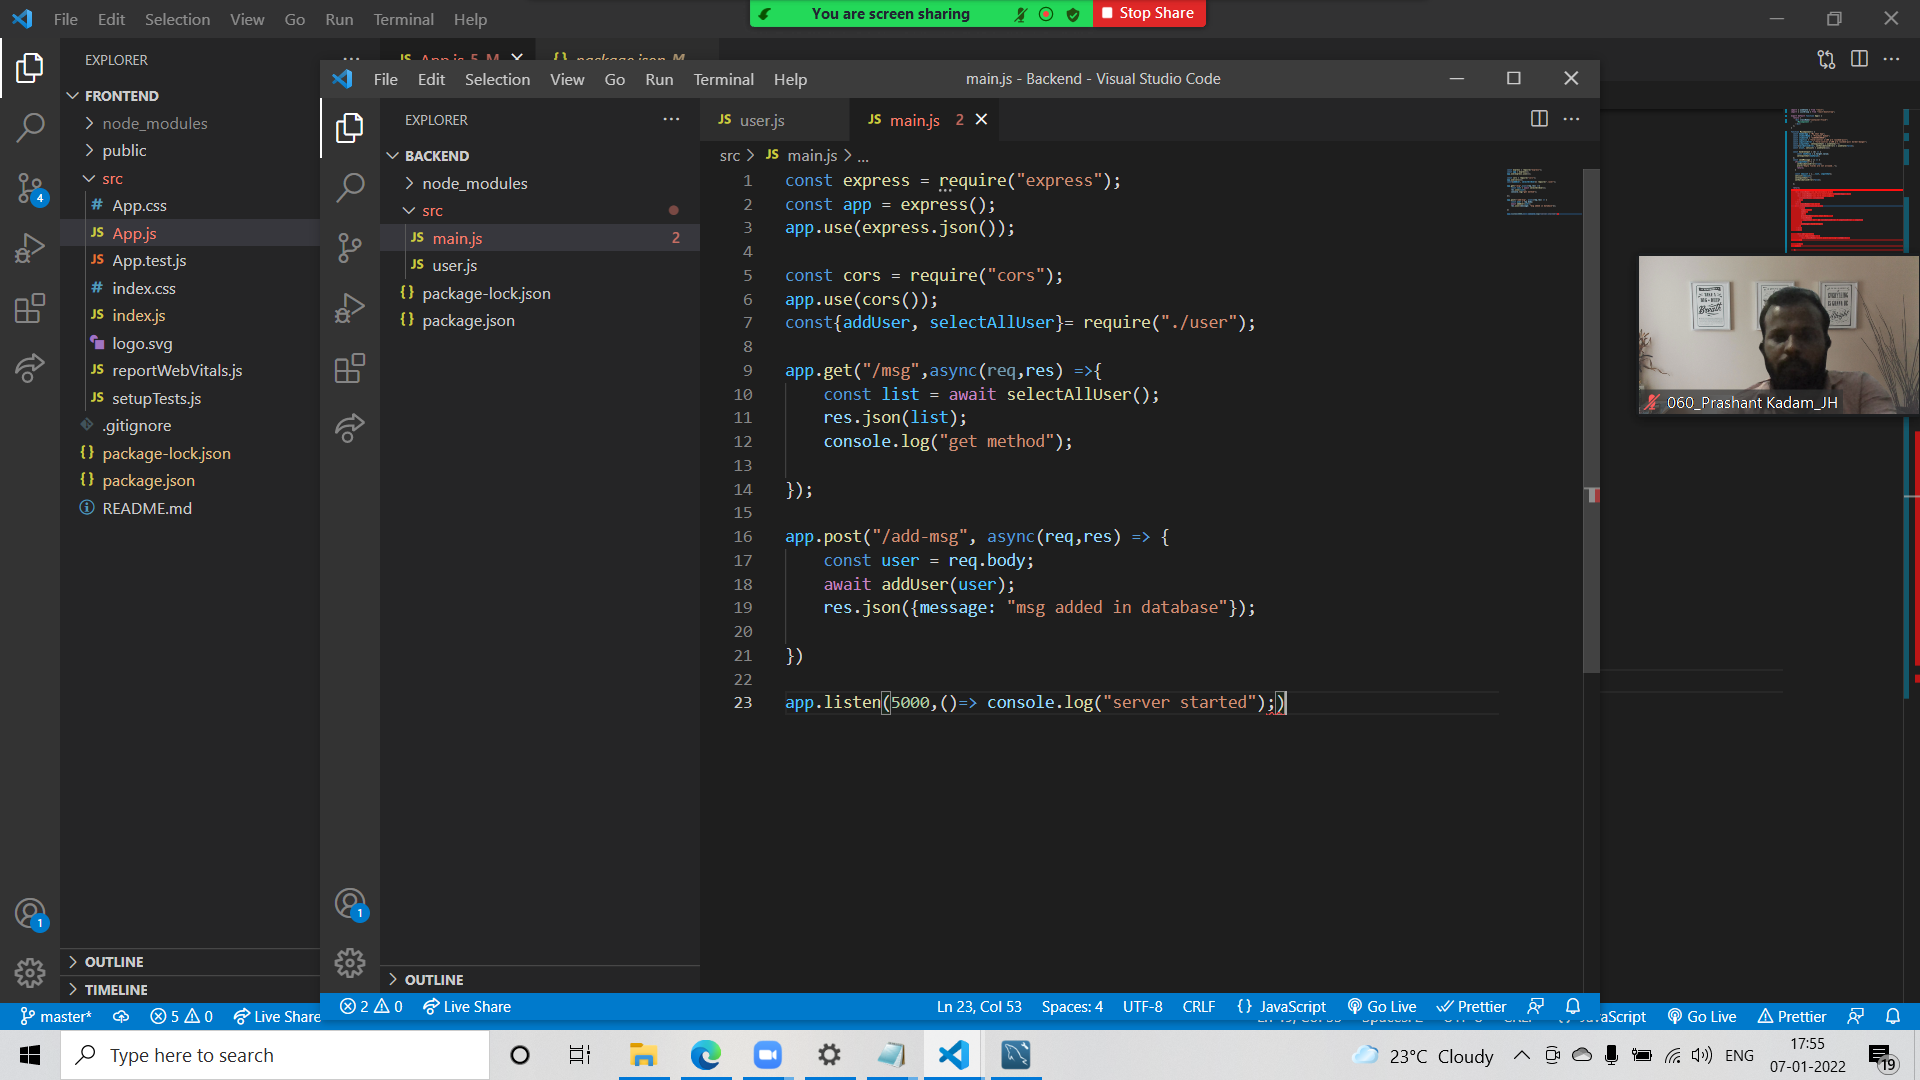 File Edit Selection View Go Run Terminal Help
You are screen sharing
Stop Share
EXPLORER
FRONTEND
node_modules
public
src
App.css
App.js
App.test.js
index.css
index.js
logo.svg
reportWebVitals.js
setupTests.js
.gitignore
package-lock.json
package.json
README.md
OUTLINE
TIMELINE
4
1
App.js 5, M
package.json M
File Edit Selection View Go Run Terminal Help
main.js - Backend - Visual Studio Code
EXPLORER
BACKEND
node_modules
src
main.js 2
user.js
package-lock.json
package.json
1
OUTLINE
user.js
main.js 2
src > JS main.js > ...
1 const express = require("express");
2 const app = express();
3 app.use(express.json());
4
5 const cors = require("cors");
6 app.use(cors());
7 const{addUser, selectAllUser}= require("./user");
8
9 app.get("/msg",async(req,res) =>{
10 const list = await selectAllUser();
11 res.json(list);
12 console.log("get method");
13
14 });
15
16 app.post("/add-msg", async(req,res) => {
17 const user = req.body;
18 await addUser(user);
19 res.json({message: "msg added in database"});
20
21 })
22
23 app.listen(5000,()=> console.log("server started");)
060_Prashant Kadam_JH
2 0 Live Share
Ln 23, Col 53 Spaces: 4 UTF-8 CRLF {} JavaScript Go Live Prettier
master* 5 0 Live Share
JavaScript Go Live Prettier
Type here to search
23°C Cloudy
ENG
17:55
07-01-2022
19